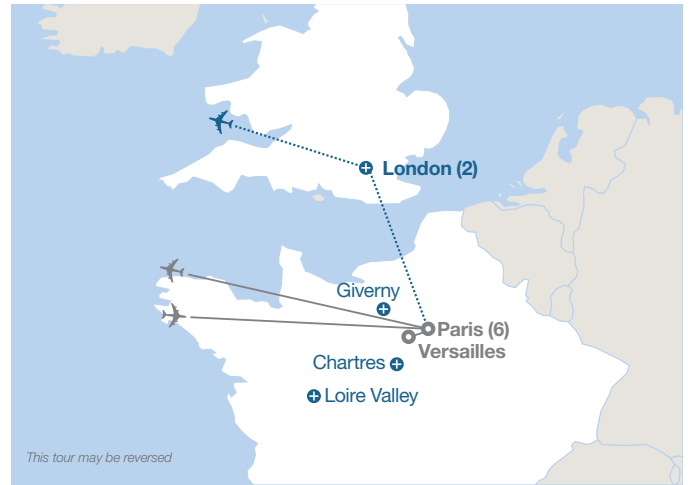 London (2)
Giverny
Paris (6)
Versailles
Chartres
Loire Valley
This tour may be reversed